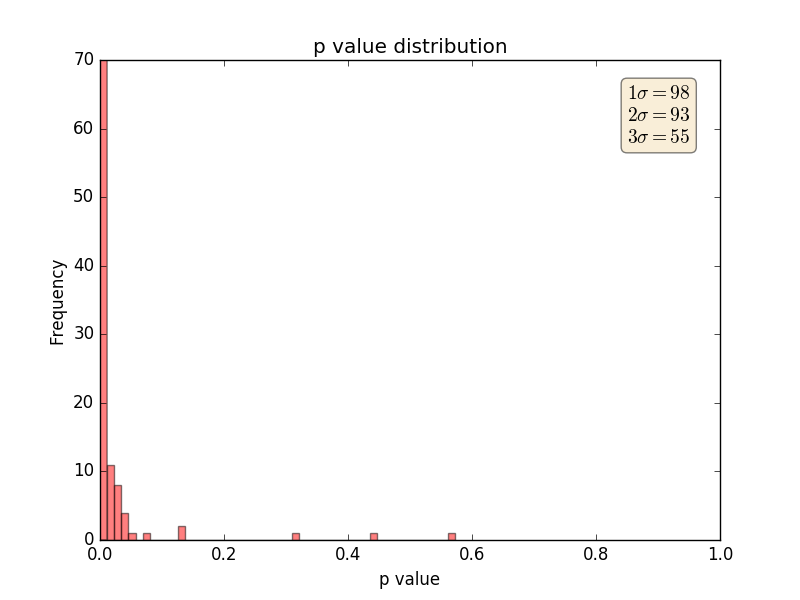 p value distribution
70
60
50
40
30
20
10
0
Frequency
1σ = 98
2σ = 93
3σ = 55
0.0 0.2 0.4 0.6 0.8 1.0
p value